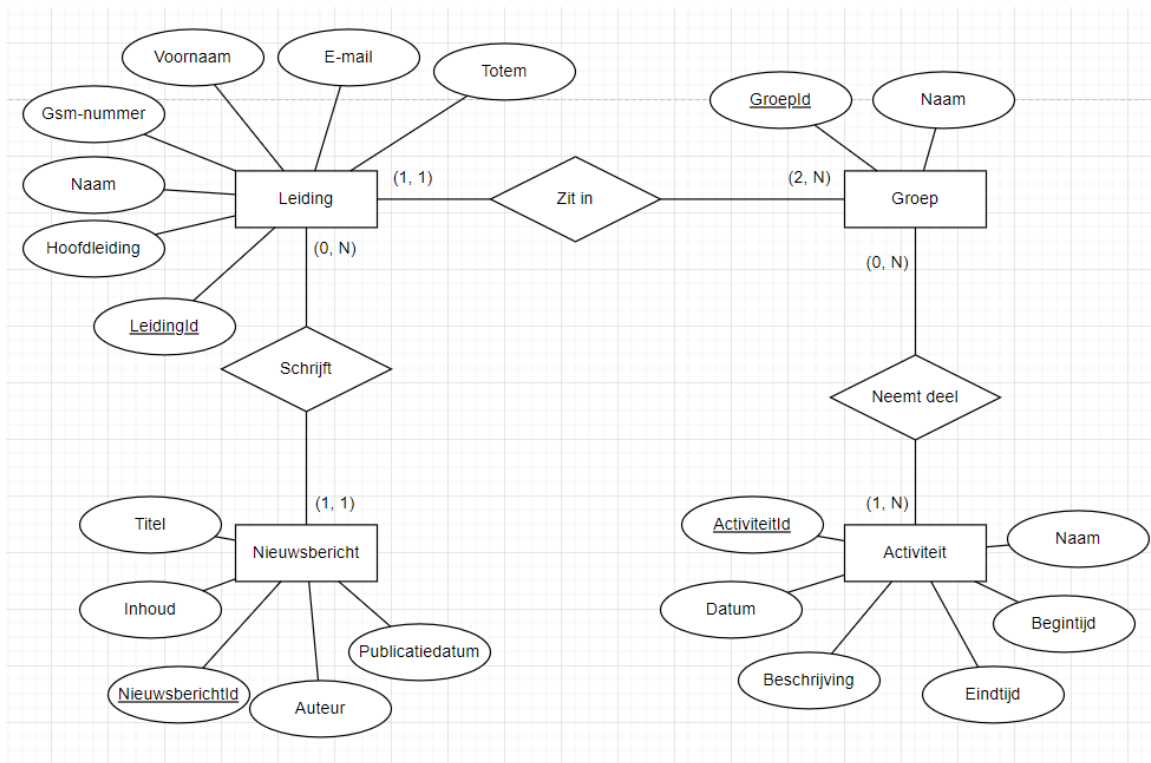 Voornaam
E-mail
Totem
GroepId
Naam
Gsm-nummer
Naam
Hoofdleiding
LeidingId
Leiding
(1, 1)
Zit in
(2, N)
Groep
(0, N)
(0, N)
Schrijft
Neemt deel
(1, 1)
(1, N)
Titel
Nieuwsbericht
Inhoud
Publicatiedatum
NieuwsberichtId
Auteur
ActiviteitId
Activiteit
Naam
Datum
Begintijd
Beschrijving
Eindtijd